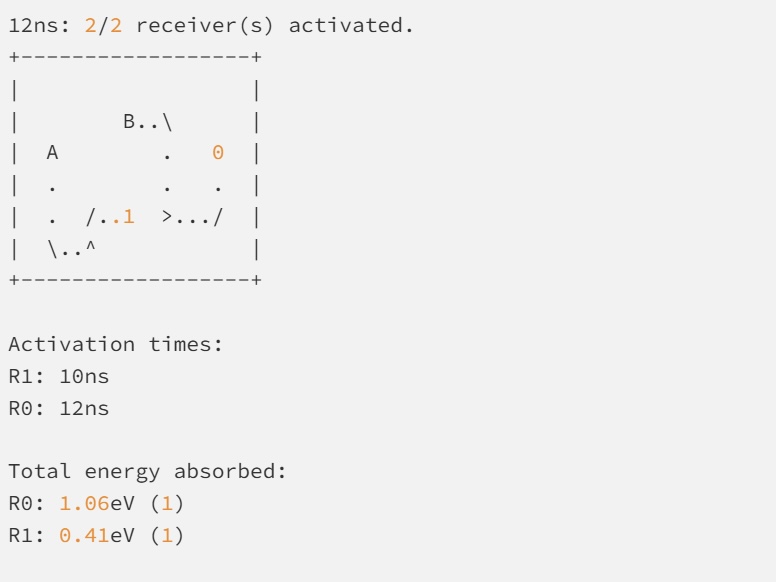 12ns: 2/2 receiver(s) activated.
+------------------+
|                  |
|        B..\      |
|  A        .   0  |
|  .        .   .  |
|  .  /..1  >.../  |
|  \..^            |
+------------------+
Activation times:
R1: 10ns
R0: 12ns
Total energy absorbed:
R0: 1.06eV (1)
R1: 0.41eV (1)